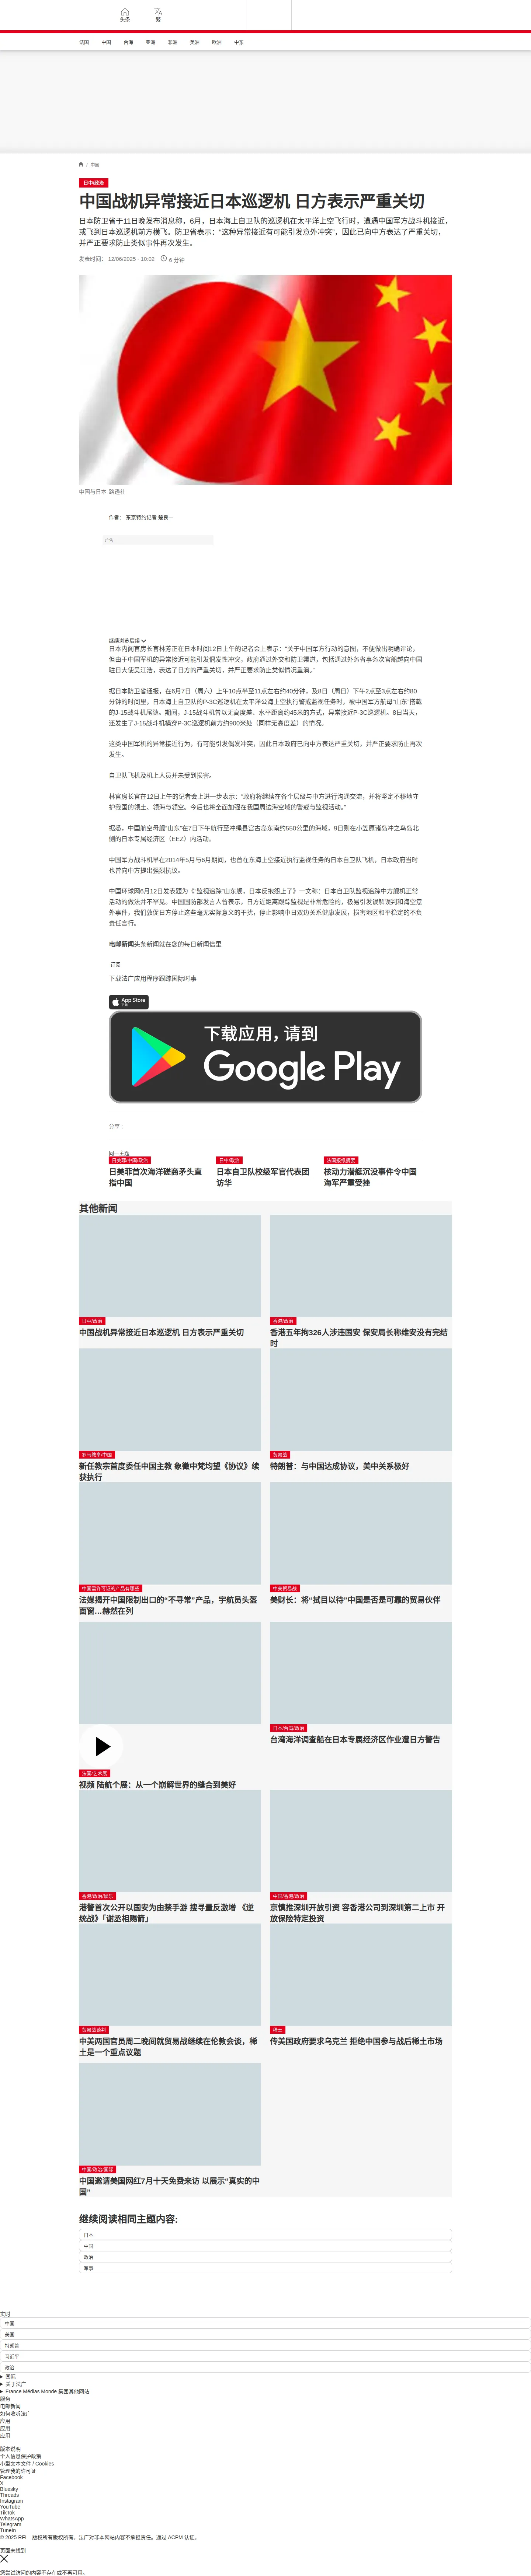 头条
繁
法国
中国
台海
亚洲
非洲
美洲
欧洲
中东
/ 中国
日中/政治
中国战机异常接近日本巡逻机 日方表示严重关切
日本防卫省于11日晚发布消息称，6月，日本海上自卫队的巡逻机在太平洋上空飞行时，遭遇中国军方战斗机接近，
或飞到日本巡逻机前方横飞。防卫省表示：“这种异常接近有可能引发意外冲突”，因此已向中方表达了严重关切，
并严正要求防止类似事件再次发生。
发表时间： 12/06/2025 - 10:02 6 分钟
中国与日本 路透社
作者： 东京特约记者 楚良一
广告
继续浏览后续
日本内阁官房长官林芳正在日本时间12日上午的记者会上表示：“关于中国军方行动的意图，不便做出明确评论。
但由于中国军机的异常接近可能引发偶发性冲突，政府通过外交和防卫渠道，包括通过外务省事务次官船越向中国
驻日大使吴江浩，表达了日方的严重关切，并严正要求防止类似情况重演。”
据日本防卫省通报，在6月7日（周六）上午10点半至11点左右约40分钟，及8日（周日）下午2点至3点左右约80
分钟的时间里，日本海上自卫队的P-3C巡逻机在太平洋公海上空执行警戒监视任务时，被中国军方航母“山东”搭载
的J-15战斗机尾随。期间，J-15战斗机曾以无高度差、水平距离约45米的方式，异常接近P-3C巡逻机。8日当天，
还发生了J-15战斗机横穿P-3C巡逻机前方约900米处（同样无高度差）的情况。
这类中国军机的异常接近行为，有可能引发偶发冲突，因此日本政府已向中方表达严重关切，并严正要求防止再次
发生。
自卫队飞机及机上人员并未受到损害。
林官房长官在12日上午的记者会上进一步表示：“政府将继续在各个层级与中方进行沟通交流，并将坚定不移地守
护我国的领土、领海与领空。今后也将全面加强在我国周边海空域的警戒与监视活动。”
据悉，中国航空母舰“山东”在7日下午航行至冲绳县宫古岛东南约550公里的海域，9日则在小笠原诸岛冲之鸟岛北
侧的日本专属经济区（EEZ）内活动。
中国军方战斗机早在2014年5月与6月期间，也曾在东海上空接近执行监视任务的日本自卫队飞机，日本政府当时
也曾向中方提出强烈抗议。
中国环球网6月12日发表题为《“监视追踪”山东舰，日本反抱怨上了》一文称：日本自卫队监视追踪中方舰机正常
活动的做法并不罕见。中国国防部发言人曾表示，日方近距离跟踪监视是非常危险的，极易引发误解误判和海空意
外事件，我们敦促日方停止这些毫无实际意义的干扰，停止影响中日双边关系健康发展，损害地区和平稳定的不负
责任言行。
电邮新闻头条新闻就在您的每日新闻信里
订阅
下载法广应用程序跟踪国际时事
App Store
下载
下载应用，请到
Google Play
分享 :
同一主题
日美菲/中国/政治
日美菲首次海洋磋商矛头直
指中国
日中/政治
日本自卫队校级军官代表团
访华
法国报纸摘要
核动力潜艇沉没事件令中国
海军严重受挫
其他新闻
日中/政治
中国战机异常接近日本巡逻机 日方表示严重关切
香港/政治
香港五年拘326人涉违国安 保安局长称维安没有完结
时
罗马教皇/中国
新任教宗首度委任中国主教 象徵中梵均望《协议》续
获执行
贸易战
特朗普：与中国达成协议，美中关系极好
中国需许可证的产品有哪些
法媒揭开中国限制出口的“不寻常”产品，宇航员头盔
面窗…赫然在列
中美贸易战
美财长：将“拭目以待”中国是否是可靠的贸易伙伴
法国/艺术展
视频 陆航个展：从一个崩解世界的缝合到美好
日本/台湾/政治
台湾海洋调查船在日本专属经济区作业遭日方警告
香港/政治/娱乐
港警首次公开以国安为由禁手游 搜寻量反激增 《逆
统战》「谢丞相赐箭」
中国/香港/政治
京慎推深圳开放引资 容香港公司到深圳第二上市 开
放保险特定投资
贸易战谈判
中美两国官员周二晚间就贸易战继续在伦敦会谈，稀
土是一个重点议题
稀土
传美国政府要求乌克兰 拒绝中国参与战后稀土市场
中国/政治/国际
中国邀请美国网红7月十天免费来访 以展示“真实的中
国”
继续阅读相同主题内容:
日本
中国
政治
军事
实时
中国
美国
特朗普
习近平
政治
国际
关于法广
France Médias Monde 集团其他网站
服务
电邮新闻
如何收听法广
应用
应用
应用
版本说明
个人信息保护政策
小型文本文件 / Cookies
管理我的许可证
Facebook
X
Bluesky
Threads
Instagram
YouTube
TikTok
WhatsApp
Telegram
TuneIn
© 2025 RFI – 版权所有版权所有。法广对非本网站内容不承担责任。通过 ACPM 认证。
页面未找到
您尝试访问的内容不存在或不再可用。